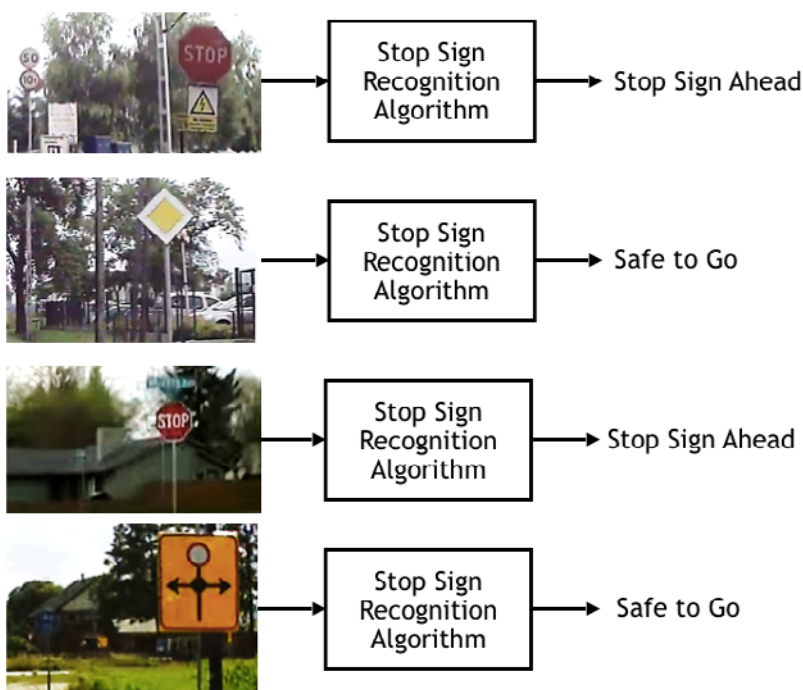 50
STOP
Stop Sign
Recognition
Algorithm
Stop Sign Ahead
Stop Sign
Recognition
Algorithm
Safe to Go
STOP
Stop Sign
Recognition
Algorithm
Stop Sign Ahead
Stop Sign
Recognition
Algorithm
Safe to Go